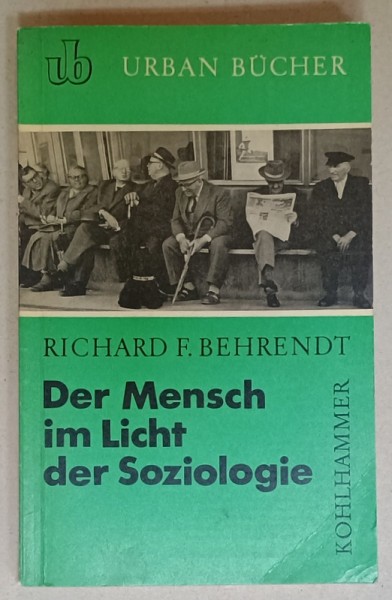 ub URBAN BÜCHER
RICHARD F. BEHRENDT
Der Mensch
im Licht
der Soziologie
KOHLHAMMER